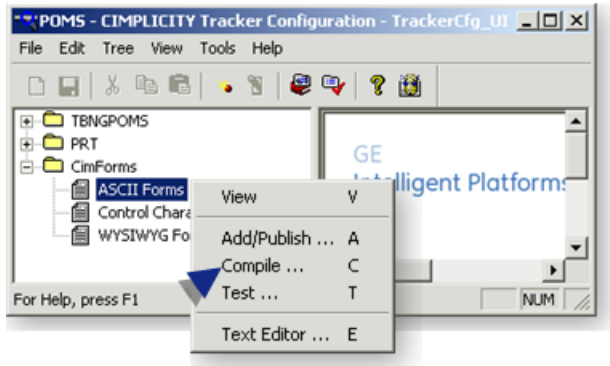 POMS - CIMPLICITY Tracker Configuration - TrackerCfg_UI
File Edit Tree View Tools Help
TBNGPOMS
PRT
CimForms
ASCII Forms
Control Chara
WYSIWYG Fo
GE
Intelligent Platforms
View V
Add/Publish ... A
Compile ... C
Test ... T
Text Editor ... E
For Help, press F1
NUM